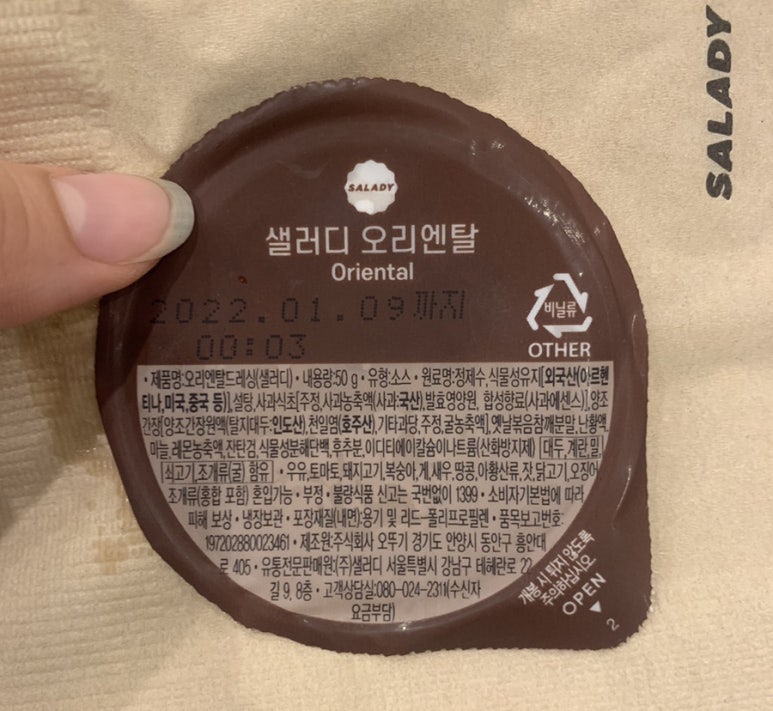 SALADY
SALADY
샐러디 오리엔탈
Oriental
2022.01.09까지
00:03
비닐류
OTHER
• 제품명:오리엔탈드레싱(샐러디) • 내용량:50 g • 유형:소스 • 원료명:정제수,식물성유지[외국산(아르헨
티나,미국,중국 등)],설탕,사과식초[주정,사과농축액(사과:국산),발효영양원, 합성향료(사과에센스)],양조
간장[양조간장원액(탈지대두:인도산),천일염(호주산),기타과당 주정,굴농축액], 옛날볶음참깨분말,난황액,
마늘,레몬농축액,잔탄검, 식물성분해단백,후추분,이디티에이칼슘이나트륨(산화방지제) 대두, 계란,밀,
쇠고기,조개류(굴) 함유 • 우유,토마토,돼지고기,복숭아,게,새우,땅콩,아황산류,잣,닭고기,오징어,
조개류(홍합 포함) 혼입가능 • 부정 • 불량식품 신고는 국번없이 1399 • 소비자기본법에 따라
피해 보상 • 냉장보관 • 포장재질(내면):용기 및 리드-폴리프로필렌 • 품목보고번호:
197202880023461 • 제조원:주식회사 오뚜기 경기도 안양시 동안구 흥안대
로 405 • 유통전문판매원:(주)샐러디 서울특별시 강남구 테헤란로 22
길 9, 8층 • 고객상담실:080-024-2311(수신자
요금부담)
개봉 시 튀지 않도록
주의하십시오
OPEN
2